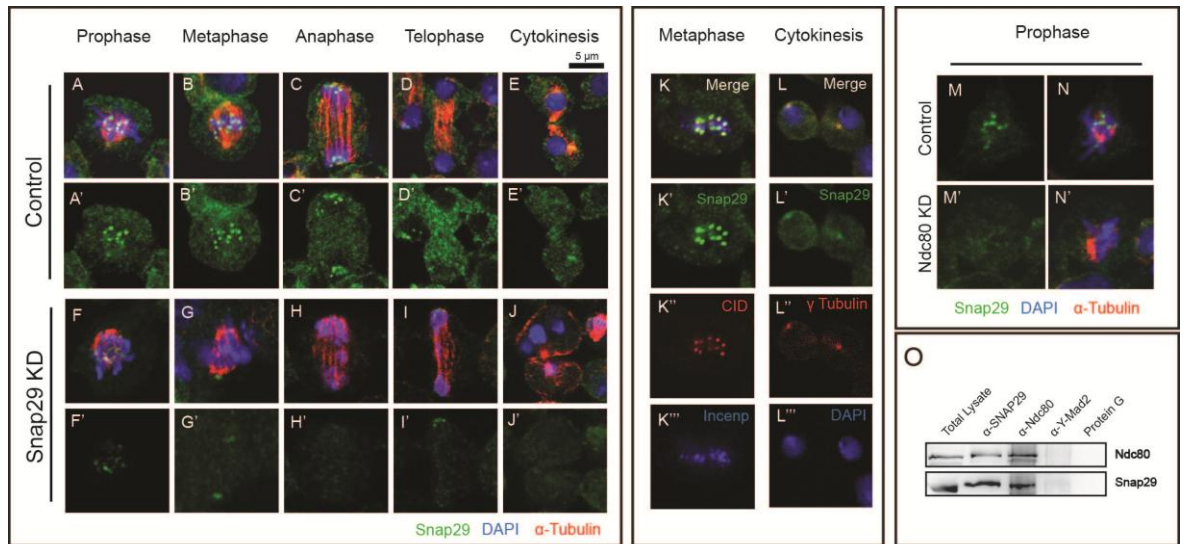 Prophase Metaphase Anaphase Telophase Cytokinesis
5 µm
Control
A B C D E
A' B' C' D' E'
Snap29 KD
F G H I J
F' G' H' I' J'
Snap29 DAPI α-Tubulin
Metaphase Cytokinesis
K Merge L Merge
K' Snap29 L' Snap29
K" CID L" γ Tubulin
K"' Incenp L"' DAPI
Prophase
Control
M N
Ndc80 KD
M' N'
Snap29 DAPI α-Tubulin
O
Total Lysate α-SNAP29 α-Ndc80 α-Y-Mad2 Protein G
Ndc80
Snap29